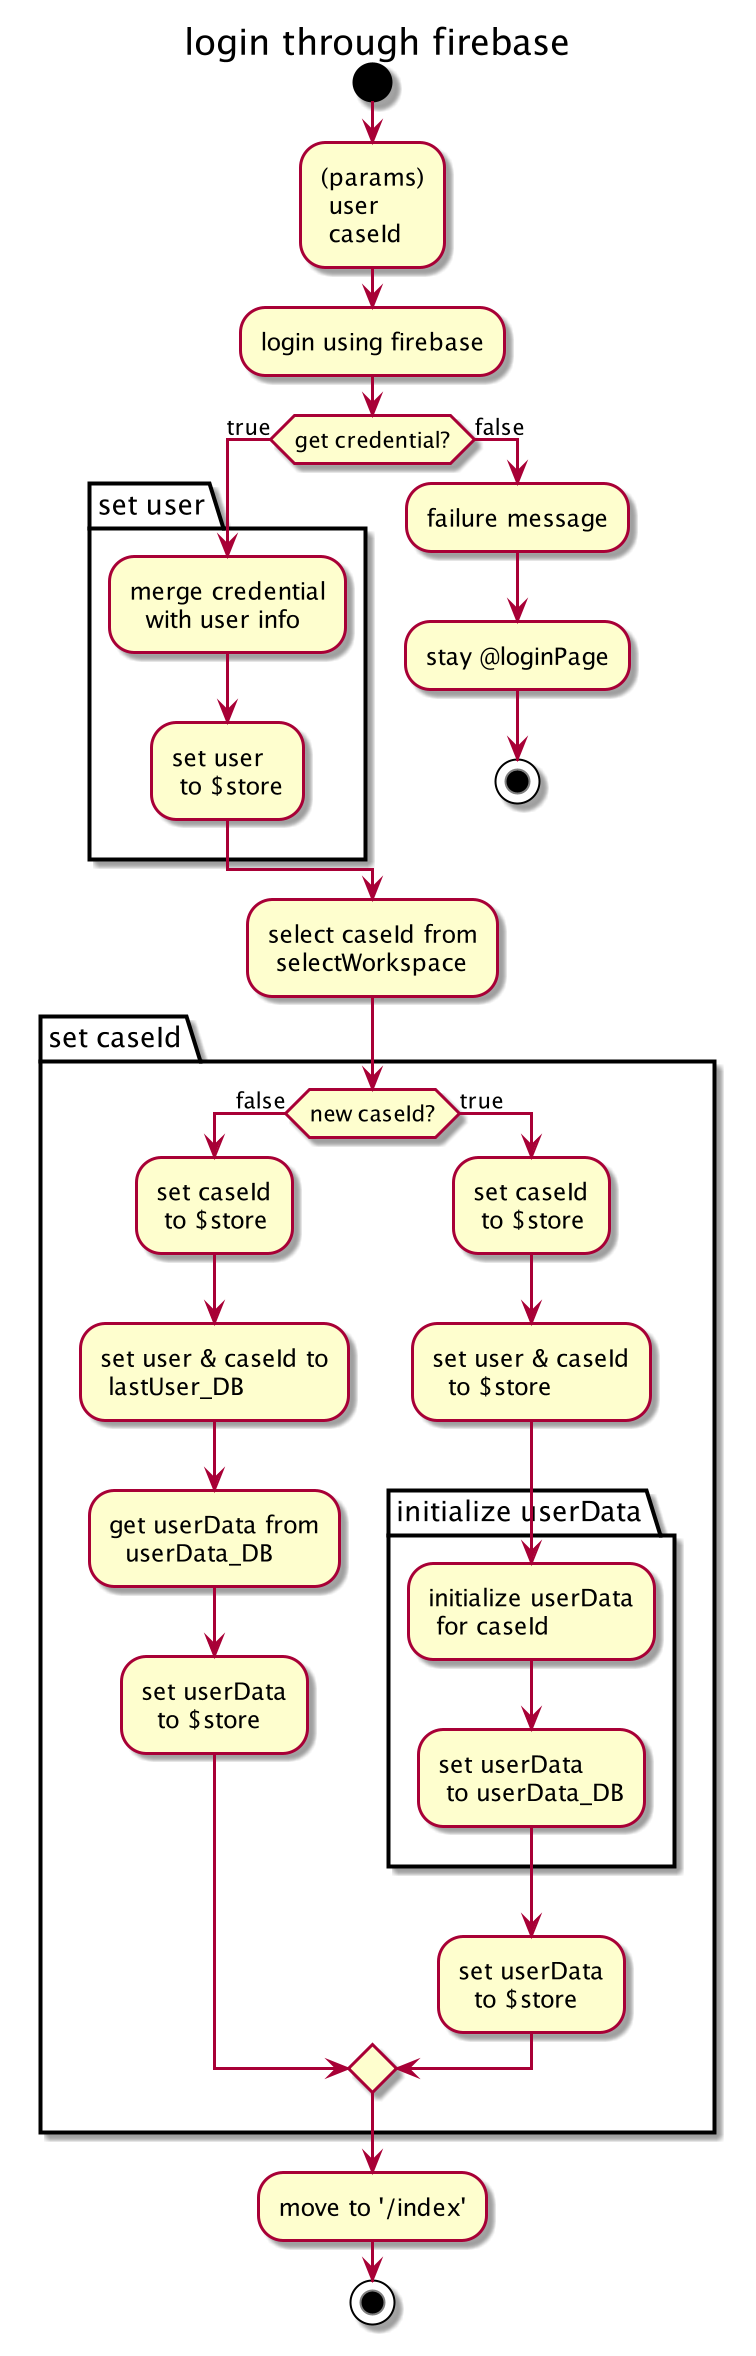 login through firebase
(params)
user
caseId
login using firebase
true
get credential?
false
set user
merge credential
with user info
set user
to $store
failure message
stay @loginPage
select caseId from
selectWorkspace
set caseId
false
new caseId?
true
set caseId
to $store
set user & caseId to
lastUser_DB
get userData from
userData_DB
set userData
to $store
set caseId
to $store
set user & caseId
to $store
initialize userData
initialize userData
for caseId
set userData
to userData_DB
set userData
to $store
move to '/index'